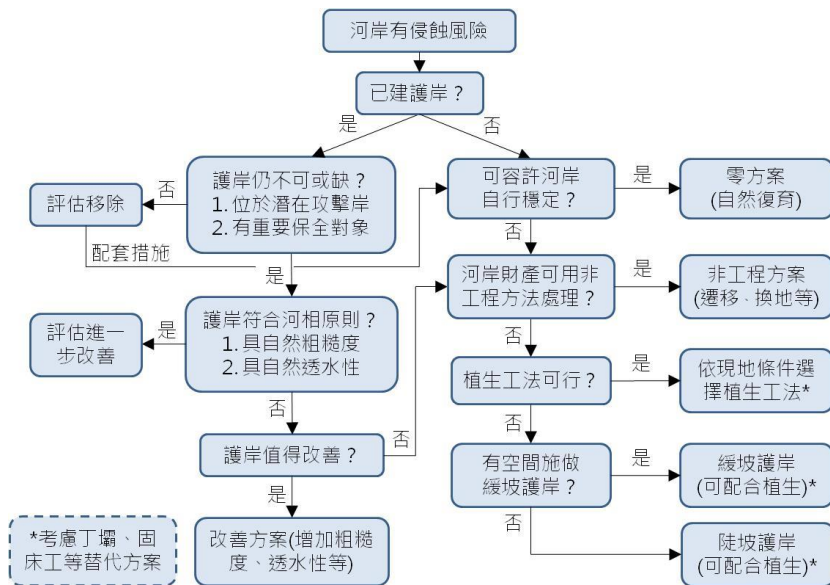 河岸有侵蝕風險
已建護岸？
是
否
護岸仍不可或缺？
1. 位於潛在攻擊岸
2. 有重要保全對象
否
評估移除
配套措施
可容許河岸
自行穩定？
是
零方案
(自然復育)
是
否
河岸財產可用非
工程方法處理？
是
非工程方案
(遷移、換地等)
護岸符合河相原則？
1. 具自然粗糙度
2. 具自然透水性
是
評估進一
步改善
否
植生工法可行？
是
依現地條件選
擇植生工法*
否
護岸值得改善？
否
否
有空間施做
緩坡護岸？
是
緩坡護岸
(可配合植生)*
是
改善方案(增加粗糙
度、透水性等)
否
陡坡護岸
(可配合植生)*
*考慮丁壩、固
床工等替代方案